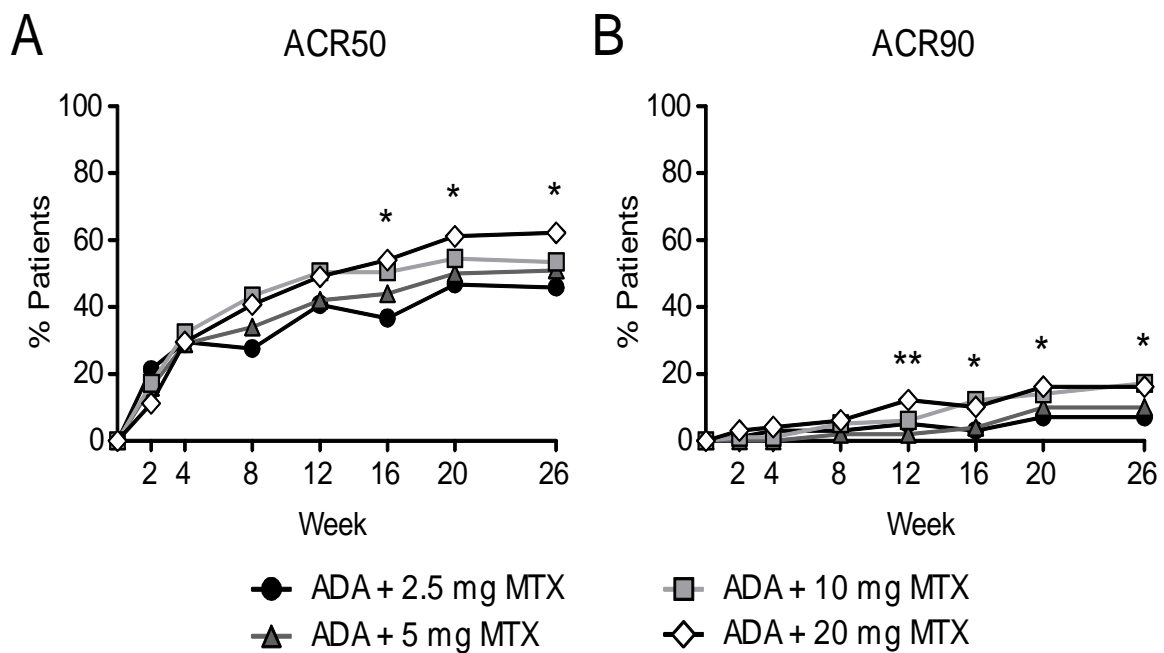 A ACR50
100
80
60
40
20
0
% Patients
* * *
2 4 8 12 16 20 26
Week
B ACR90
100
80
60
40
20
0
% Patients
** * * *
2 4 8 12 16 20 26
Week
ADA + 2.5 mg MTX
ADA + 5 mg MTX
ADA + 10 mg MTX
ADA + 20 mg MTX